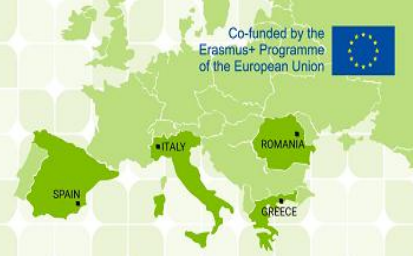 Co-funded by the
Erasmus+ Programme
of the European Union
ITALY
ROMANIA
SPAIN
GREECE